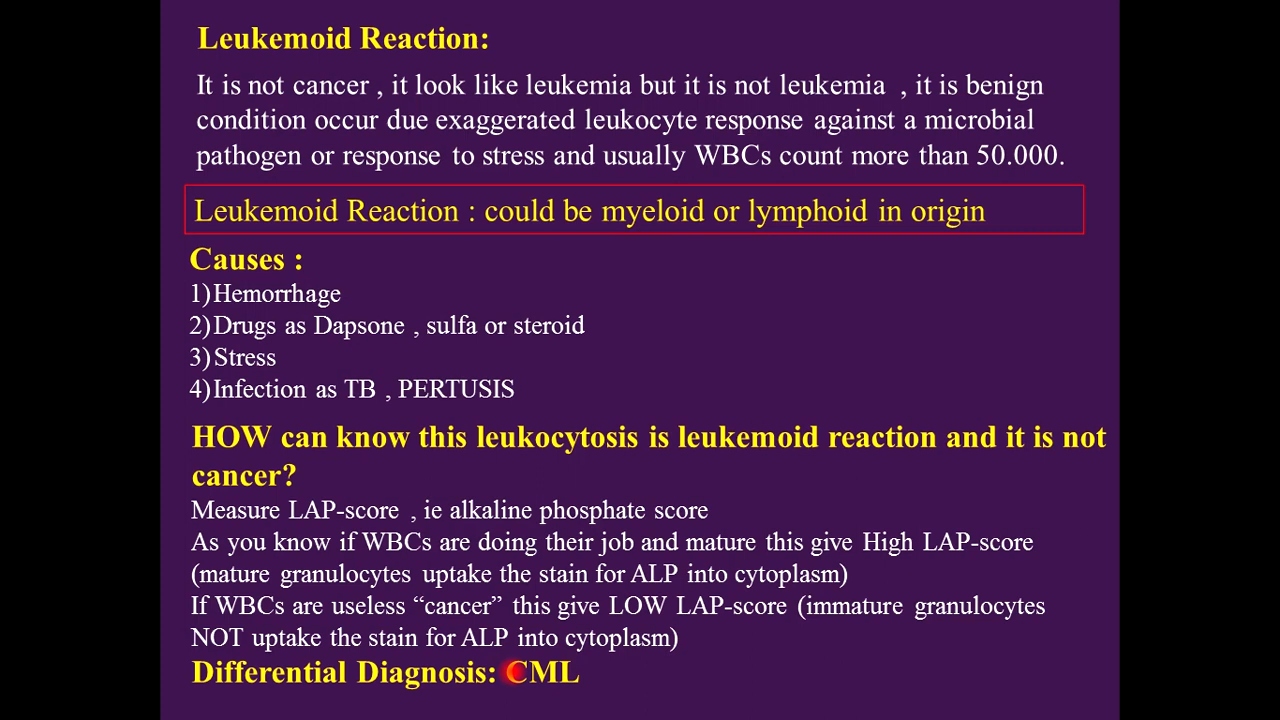 Leukemoid Reaction:
It is not cancer , it look like leukemia but it is not leukemia , it is benign
condition occur due exaggerated leukocyte response against a microbial
pathogen or response to stress and usually WBCs count more than 50.000.
Leukemoid Reaction : could be myeloid or lymphoid in origin
Causes :
1)Hemorrhage
2)Drugs as Dapsone , sulfa or steroid
3)Stress
4)Infection as TB , PERTUSIS
HOW can know this leukocytosis is leukemoid reaction and it is not
cancer?
Measure LAP-score , ie alkaline phosphate score
As you know if WBCs are doing their job and mature this give High LAP-score
(mature granulocytes uptake the stain for ALP into cytoplasm)
If WBCs are useless “cancer” this give LOW LAP-score (immature granulocytes
NOT uptake the stain for ALP into cytoplasm)
Differential Diagnosis: CML